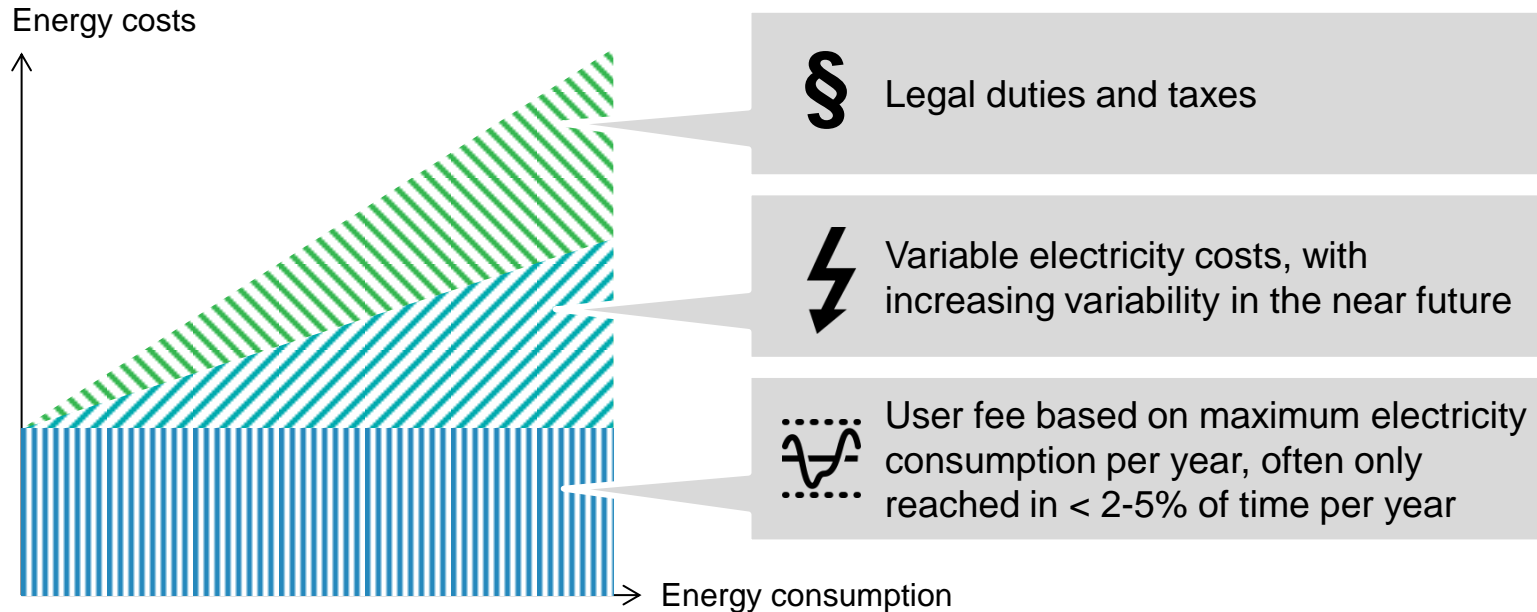 Energy costs
§
Legal duties and taxes
Variable electricity costs, with
increasing variability in the near future
User fee based on maximum electricity
consumption per year, often only
reached in < 2-5% of time per year
Energy consumption